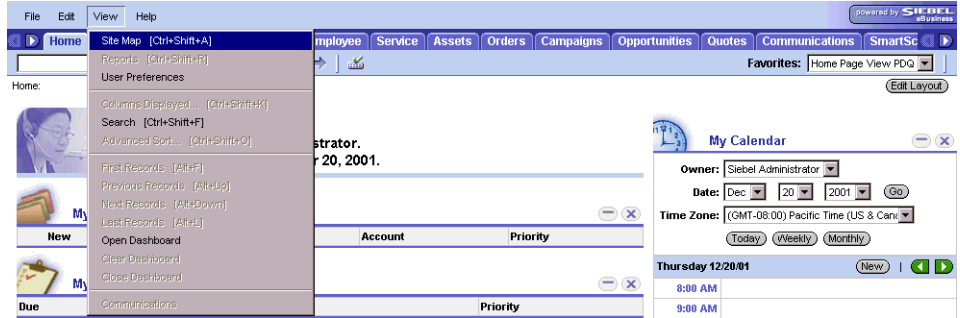 File Edit View Help
powered by SIEBEL
eBusiness
Home
mployee Service Assets Orders Campaigns Opportunities Quotes Communications SmartSc
Site Map [Ctrl+Shift+A]
Reports [Ctrl+Shift+R]
User Preferences
Columns Displayed... [Ctrl+Shift+K]
Search [Ctrl+Shift+F]
Advanced Sort... [Ctrl+Shift+O]
First Records [Alt+F]
Previous Records [Alt+Up]
Next Records [Alt+Down]
Last Records [Alt+L]
Open Dashboard
Clear Dashboard
Close Dashboard
Communications
Favorites: Home Page View PDQ
Home:
Edit Layout
strator.
r 20, 2001.
My
New Account Priority
My
Due Priority
My Calendar
Owner: Siebel Administrator
Date: Dec 20 2001 Go
Time Zone: (GMT-08:00) Pacific Time (US & Cana
Today Weekly Monthly
Thursday 12/20/01 New |
8:00 AM
9:00 AM